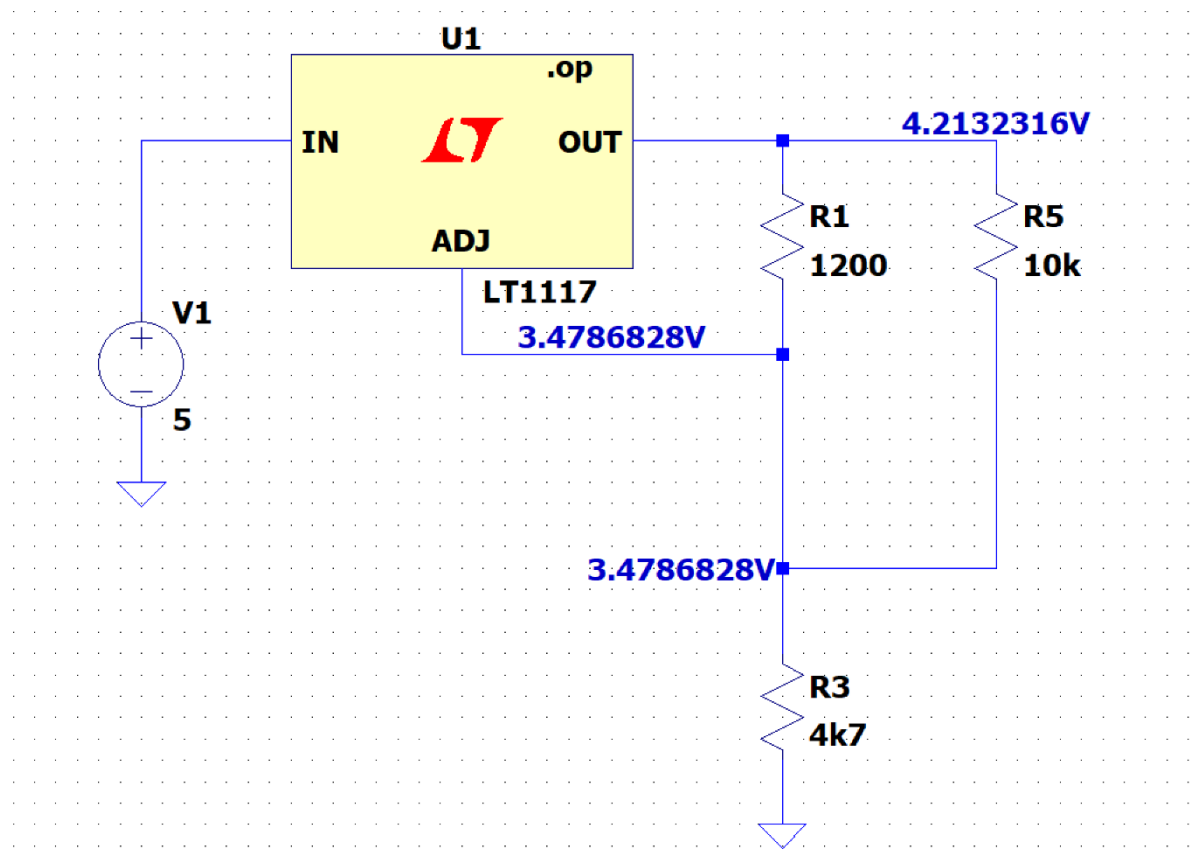 U1
.op
IN
OUT
ADJ
LT1117
4.2132316V
R1
1200
R5
10k
V1
5
3.4786828V
3.4786828V
R3
4k7